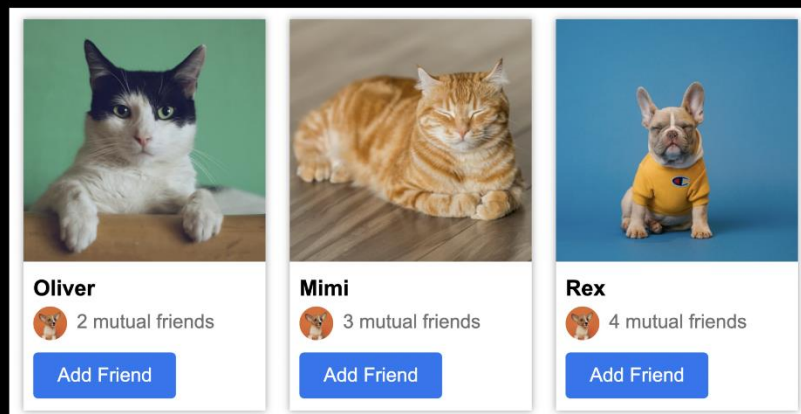 Oliver
2 mutual friends
Add Friend
Mimi
3 mutual friends
Add Friend
Rex
4 mutual friends
Add Friend